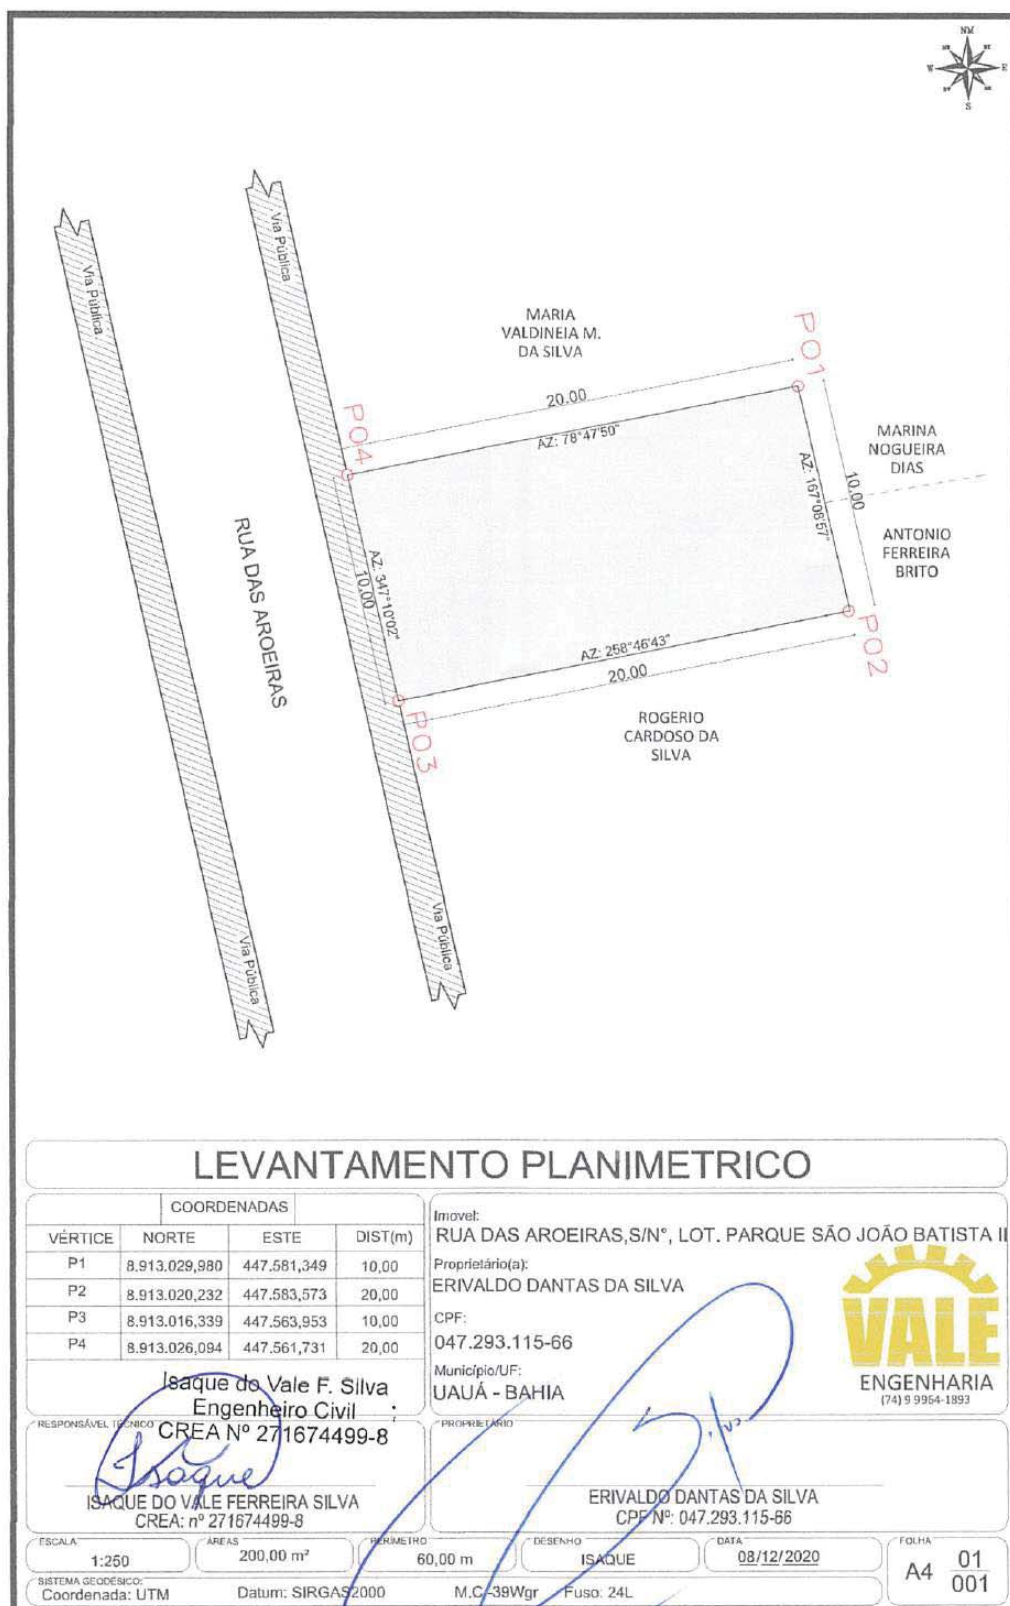 NM
W
E
S
Via Pública
Via Pública
MARIA
VALDINEIA M.
DA SILVA
P01
20.00
AZ: 78°47'50"
P04
MARINA
NOGUEIRA
DIAS
AZ: 167°08'57"
10.00
ANTONIO
FERREIRA
BRITO
RUA DAS AROEIRAS
AZ: 347°10'02"
10.00
AZ: 258°46'43"
20.00
P02
P03
ROGERIO
CARDOSO DA
SILVA
Via Pública
Via Pública
LEVANTAMENTO PLANIMETRICO
COORDENADAS
VÉRTICE NORTE ESTE DIST(m)
P1 8.913.029,980 447.581,349 10,00
P2 8.913.020,232 447.583,573 20,00
P3 8.913.016,339 447.563,953 10,00
P4 8.913.026,094 447.561,731 20,00
Imovel:
RUA DAS AROEIRAS,S/N°, LOT. PARQUE SÃO JOÃO BATISTA II
Proprietário(a):
ERIVALDO DANTAS DA SILVA
CPF:
047.293.115-66
Município/UF:
UAUÁ - BAHIA
VALE
ENGENHARIA
(74) 9 9964-1893
Isaque do Vale F. Silva
Engenheiro Civil
CREA Nº 271674499-8
RESPONSÁVEL TÉCNICO
Isaque
ISAQUE DO VALE FERREIRA SILVA
CREA: nº 271674499-8
PROPRIETÁRIO
ERIVALDO DANTAS DA SILVA
CPF Nº: 047.293.115-66
ESCALA
1:250
ÁREAS
200,00 m²
PERÍMETRO
60,00 m
DESENHO
ISAQUE
DATA
08/12/2020
FOLHA
A4 01
001
SISTEMA GEODÉSICO:
Coordenada: UTM Datum: SIRGAS2000 M.C.-39Wgr Fuso: 24L